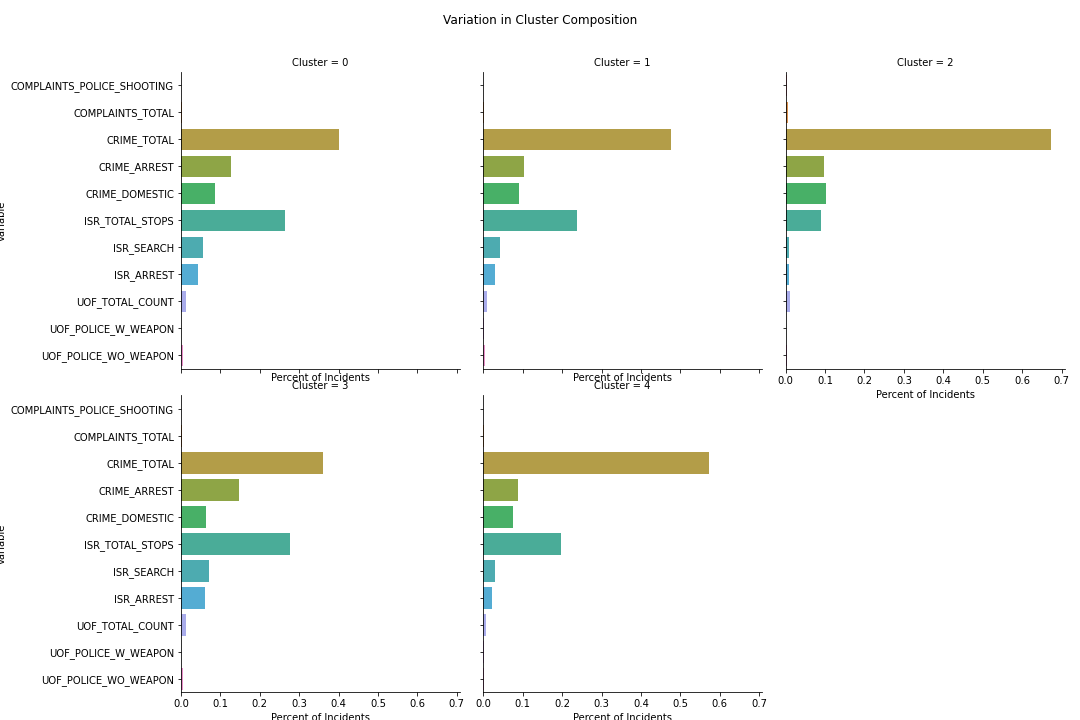 Variation in Cluster Composition
Cluster = 0
Cluster = 1
Cluster = 2
COMPLAINTS_POLICE_SHOOTING
COMPLAINTS_TOTAL
CRIME_TOTAL
CRIME_ARREST
CRIME_DOMESTIC
ISR_TOTAL_STOPS
ISR_SEARCH
ISR_ARREST
UOF_TOTAL_COUNT
UOF_POLICE_W_WEAPON
UOF_POLICE_WO_WEAPON
Variable
Percent of Incidents
Percent of Incidents
0.0 0.1 0.2 0.3 0.4 0.5 0.6 0.7
Percent of Incidents
Cluster = 3
Cluster = 4
COMPLAINTS_POLICE_SHOOTING
COMPLAINTS_TOTAL
CRIME_TOTAL
CRIME_ARREST
CRIME_DOMESTIC
ISR_TOTAL_STOPS
ISR_SEARCH
ISR_ARREST
UOF_TOTAL_COUNT
UOF_POLICE_W_WEAPON
UOF_POLICE_WO_WEAPON
Variable
0.0 0.1 0.2 0.3 0.4 0.5 0.6 0.7
0.0 0.1 0.2 0.3 0.4 0.5 0.6 0.7
Percent of Incidents
Percent of Incidents